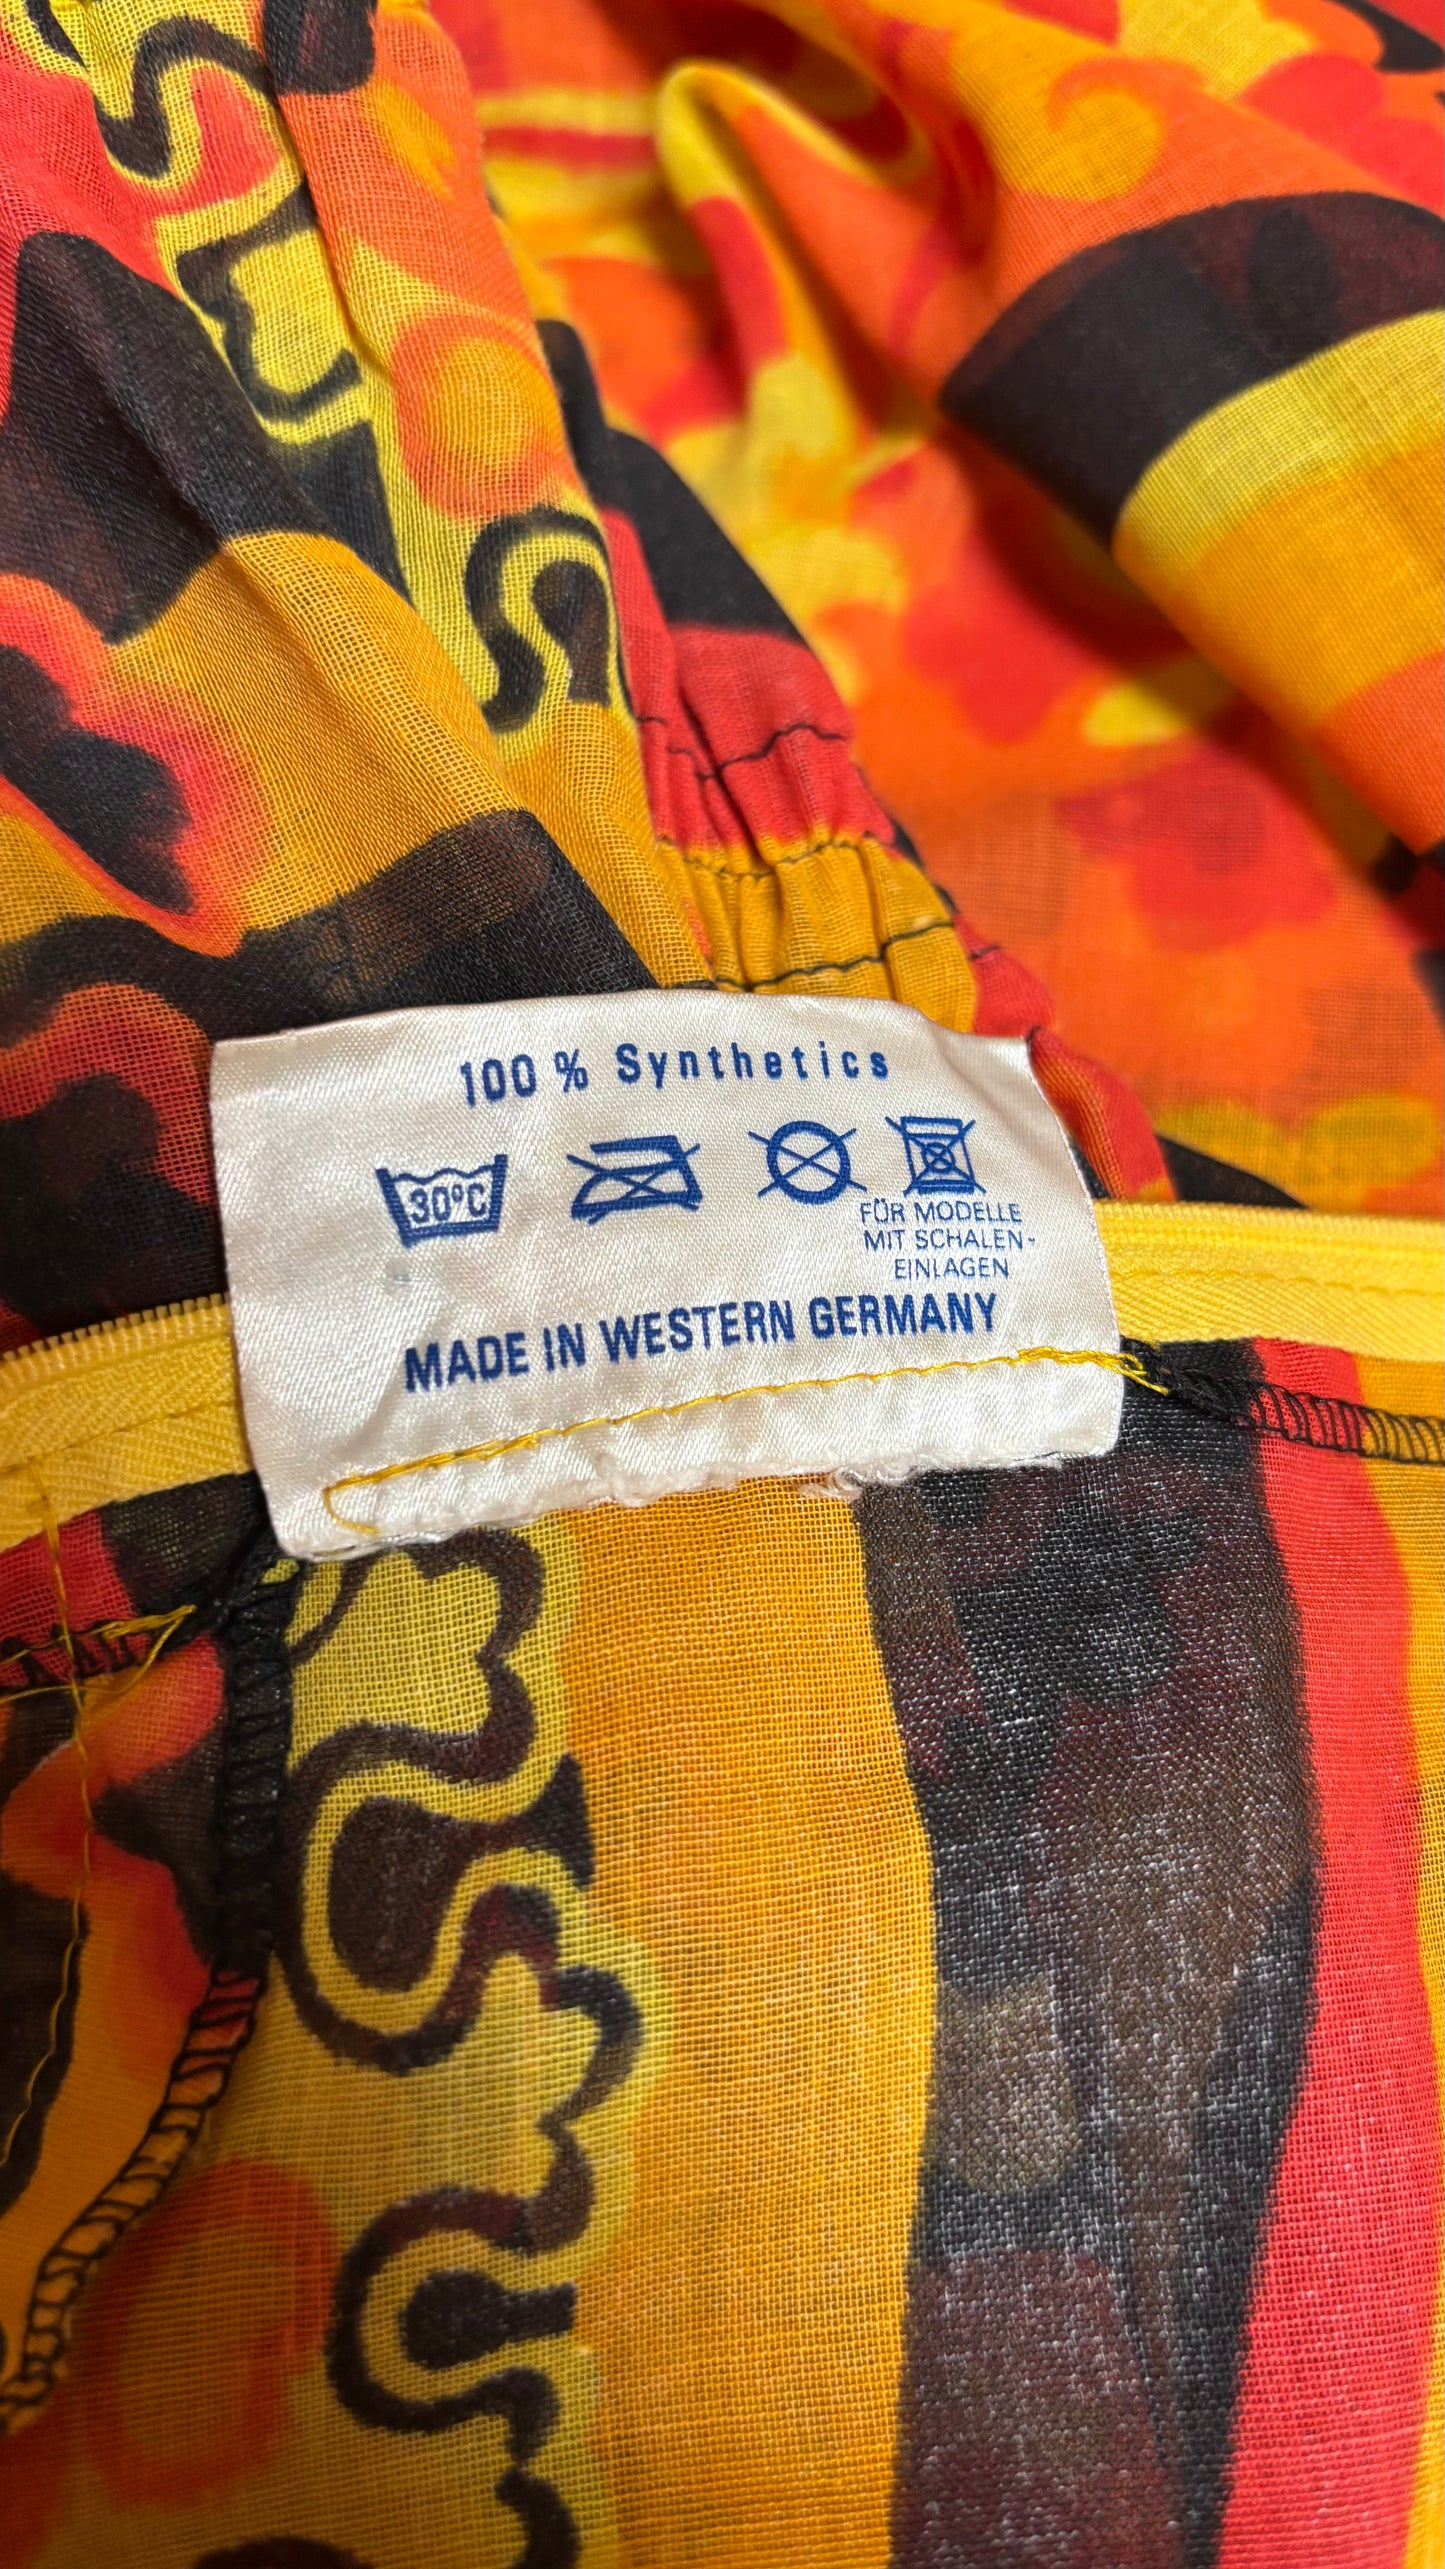 100 % Synthetics
30°C
FÜR MODELLE
MIT SCHALEN-
EINLAGEN
MADE IN WESTERN GERMANY